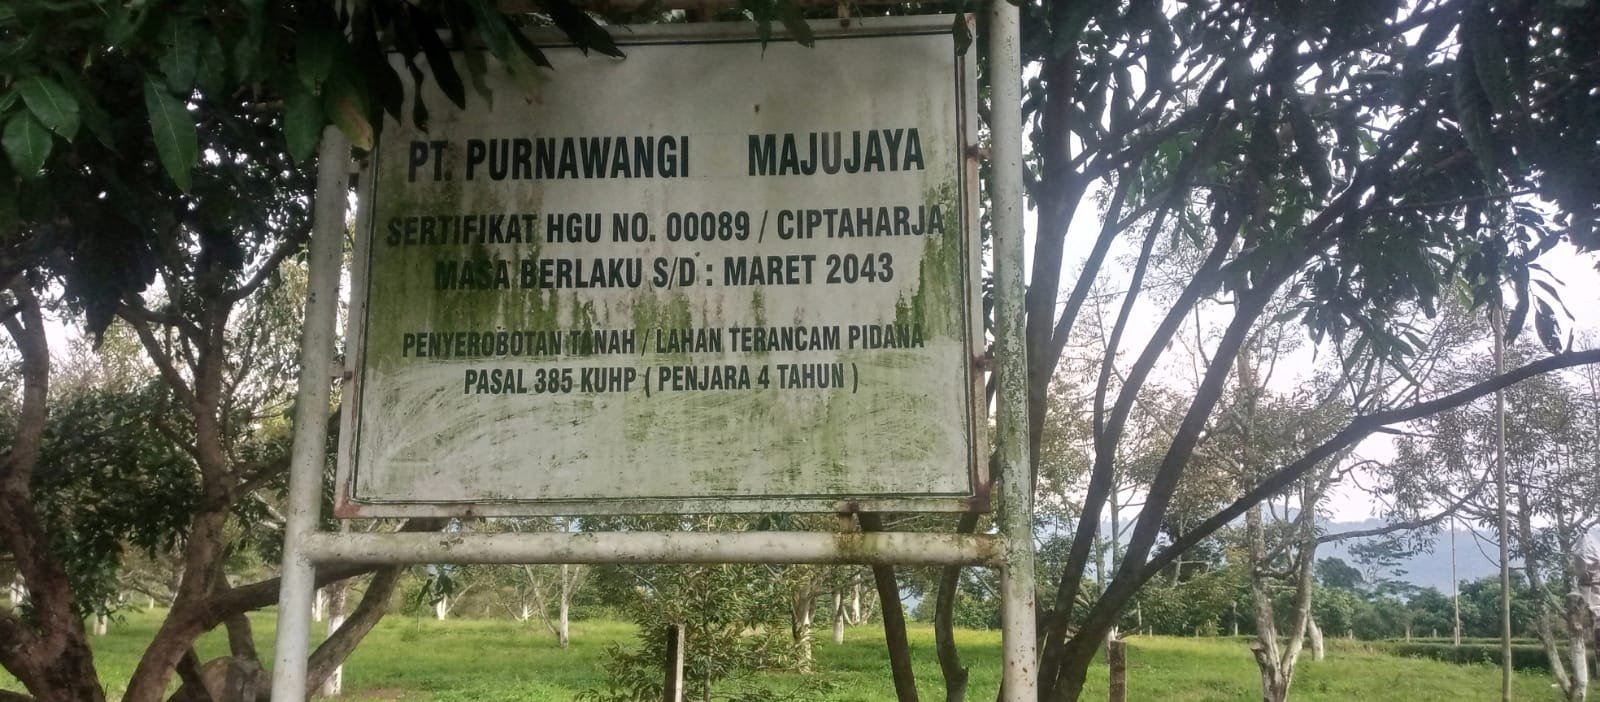 PT. PURNAWANGI MAJUJAYA
SERTIFIKAT HGU NO. 00089 / CIPTAHARJA
MASA BERLAKU S/D : MARET 2043
PENYEROBOTAN TANAH / LAHAN TERANCAM PIDANA
PASAL 385 KUHP ( PENJARA 4 TAHUN )